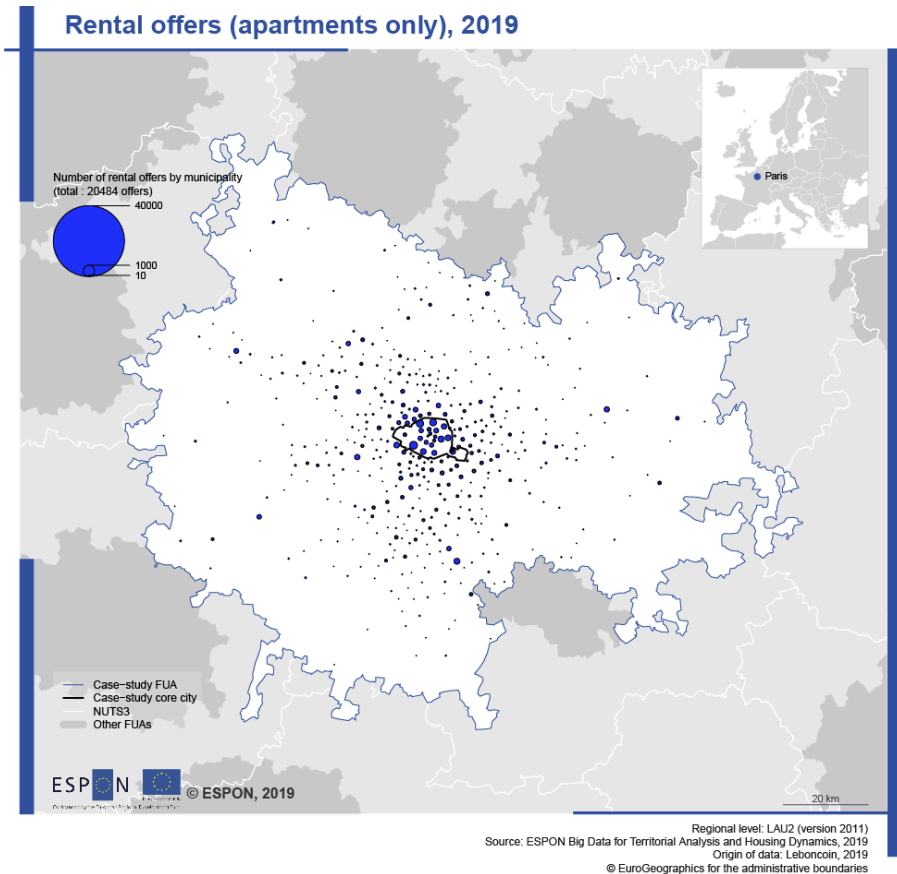 Rental offers (apartments only), 2019
Paris
Number of rental offers by municipality
(total : 20484 offers)
40000
1000
10
Case−study FUA
Case−study core city
NUTS3
Other FUAs
ESPON
© ESPON, 2019
20 km
Regional level: LAU2 (version 2011)
Source: ESPON Big Data for Territorial Analysis and Housing Dynamics, 2019
Origin of data: Leboncoin, 2019
© EuroGeographics for the administrative boundaries